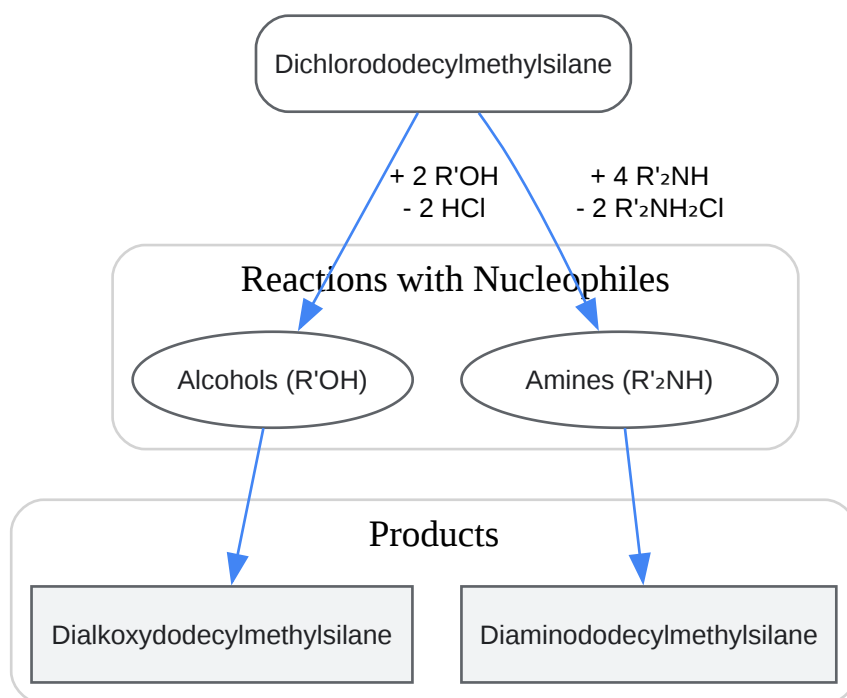 Dichlorododecylmethylsilane
+ 2 R'OH
- 2 HCl
+ 4 R'₂NH
- 2 R'₂NH₂Cl
Reactions with Nucleophiles
Alcohols (R'OH)
Amines (R'₂NH)
Products
Dialkoxydodecylmethylsilane
Diaminododecylmethylsilane